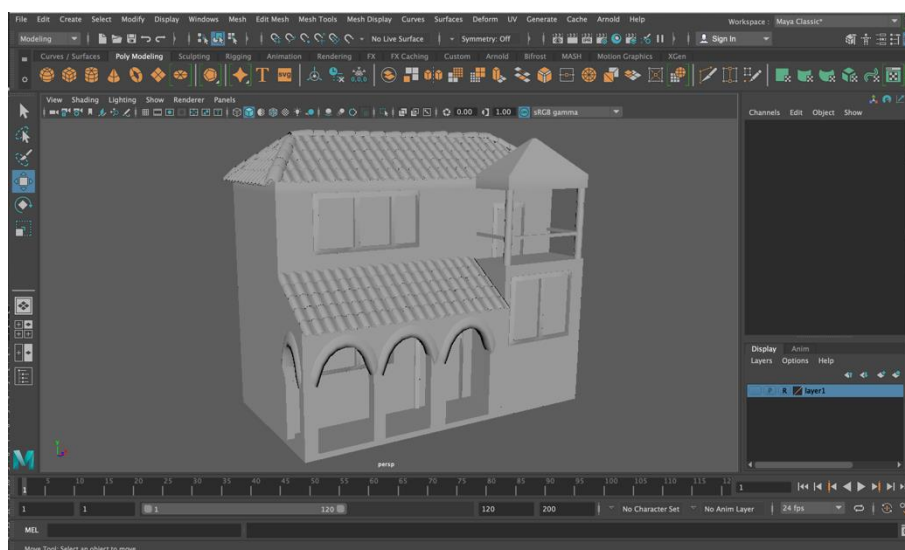 File Edit Create Select Modify Display Windows Mesh Edit Mesh Mesh Tools Mesh Display Curves Surfaces Deform UV Generate Cache Arnold Help Workspace : Maya Classic*
Modeling No Live Surface Symmetry: Off Sign In
Curves / Surfaces Poly Modeling Sculpting Rigging Animation Rendering FX FX Caching Custom Arnold Bifrost MASH Motion Graphics XGen
T SVG
View Shading Lighting Show Renderer Panels
Channels Edit Object Show
0.00 1.00 sRGB gamma
Display Anim
Layers Options Help
P R layer1
persp
M
1 5 10 15 20 25 30 35 40 45 50 55 60 65 70 75 80 85 90 95 100 105 110 115 12 1
1 1 1 120 120 200 No Character Set No Anim Layer 24 fps
MEL
Move Tool: Select an object to move.